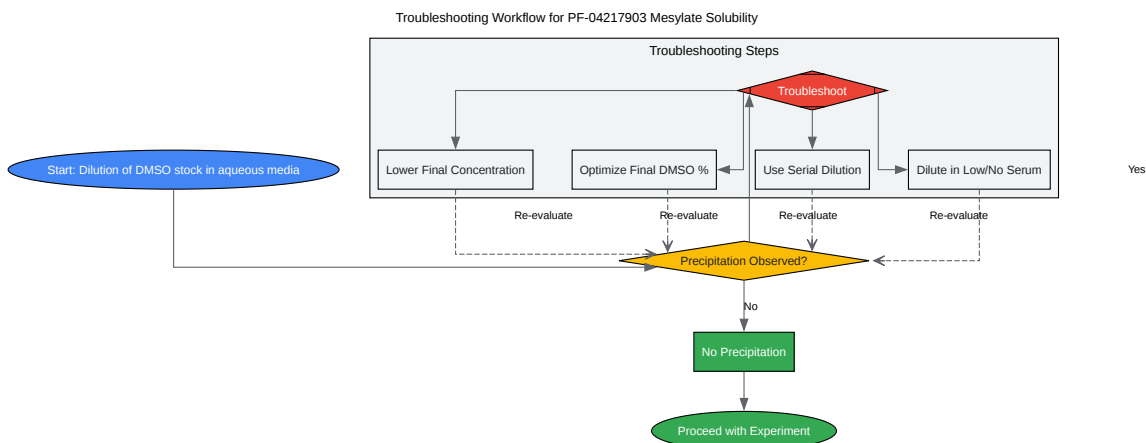 Troubleshooting Workflow for PF-04217903 Mesylate Solubility
Troubleshooting Steps
Troubleshoot
Start: Dilution of DMSO stock in aqueous media
Lower Final Concentration
Optimize Final DMSO %
Use Serial Dilution
Dilute in Low/No Serum
Yes
Re-evaluate
Re-evaluate
Re-evaluate
Re-evaluate
Precipitation Observed?
No
No Precipitation
Proceed with Experiment